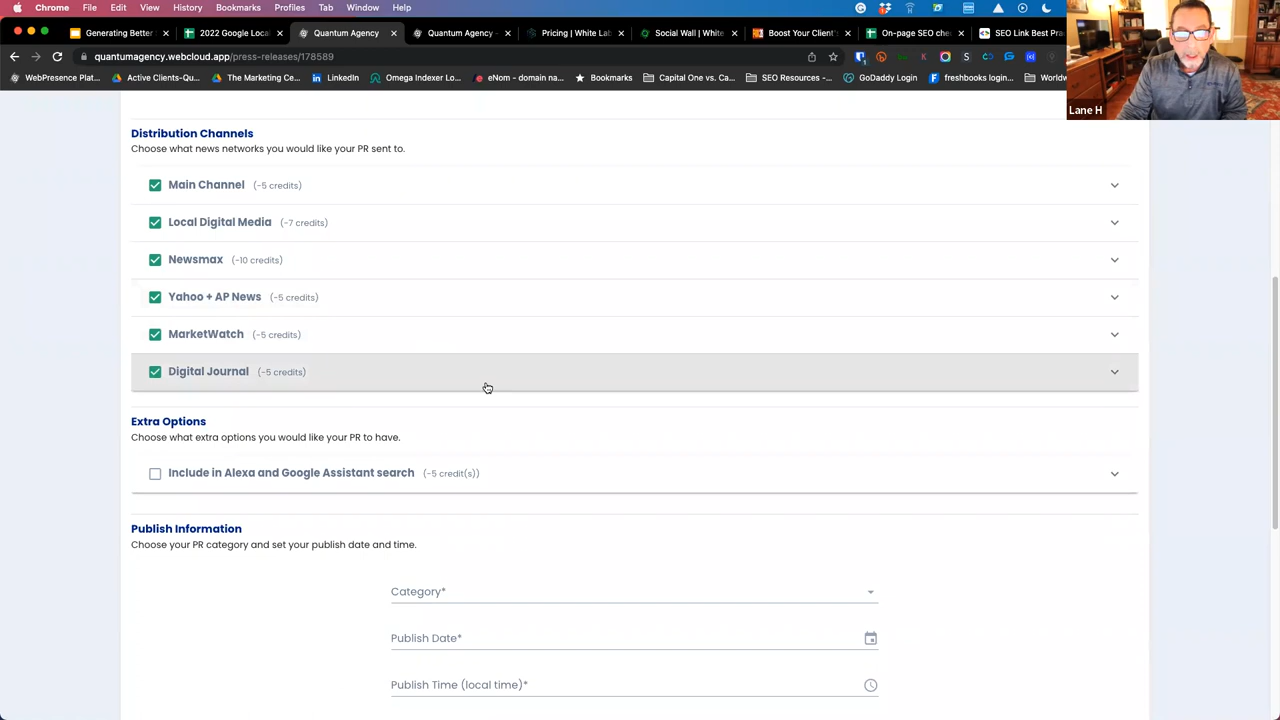 Chrome File Edit View History Bookmarks Profiles Tab Window Help
Generating Better
2022 Google Loca
Quantum Agency
Quantum Agency -
Pricing | White Lab
Social Wall | White
Boost Your Client's
On-page SEO che
SEO Link Best Pra
quantumagency.webcloud.app/press-releases/178589
WebPresence Plat...
Active Clients-Qu...
The Marketing Ce...
LinkedIn
Omega Indexer Lo...
eNom - domain na...
Bookmarks
Capital One vs. Ca...
SEO Resources -...
GoDaddy Login
freshbooks login...
Worldw
Lane H
Distribution Channels
Choose what news networks you would like your PR sent to.
Main Channel (-5 credits)
Local Digital Media (-7 credits)
Newsmax (-10 credits)
Yahoo + AP News (-5 credits)
MarketWatch (-5 credits)
Digital Journal (-5 credits)
Extra Options
Choose what extra options you would like your PR to have.
Include in Alexa and Google Assistant search (-5 credit(s))
Publish Information
Choose your PR category and set your publish date and time.
Category*
Publish Date*
Publish Time (local time)*